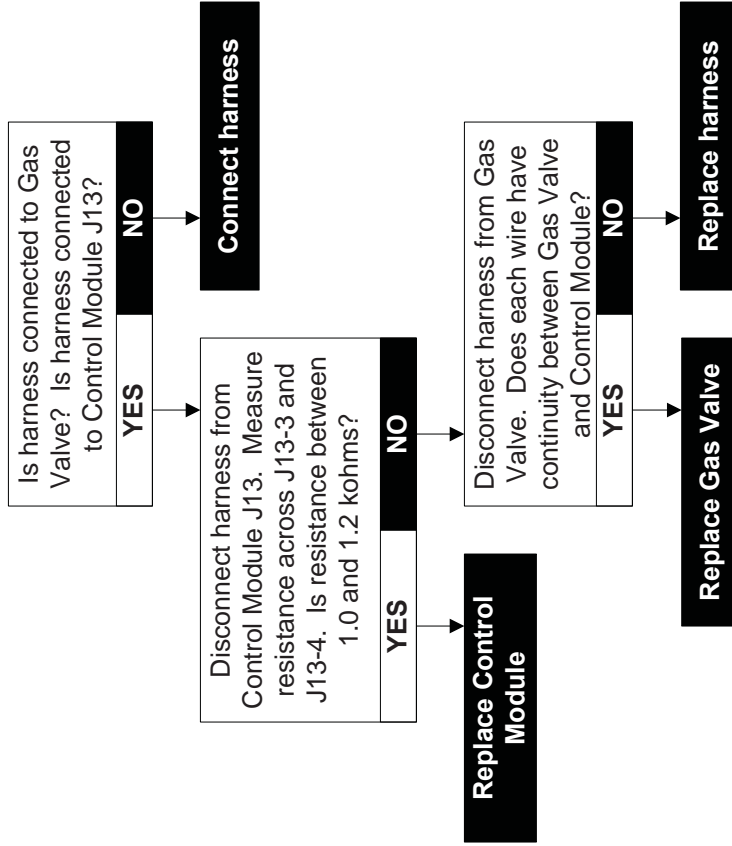 Is harness connected to Gas
Valve? Is harness connected
to Control Module J13?
YES
NO
Connect harness
Disconnect harness from
Control Module J13. Measure
resistance across J13-3 and
J13-4. Is resistance between
1.0 and 1.2 kohms?
YES
NO
Replace Control
Module
Disconnect harness from Gas
Valve. Does each wire have
continuity between Gas Valve
and Control Module?
YES
NO
Replace Gas Valve
Replace harness